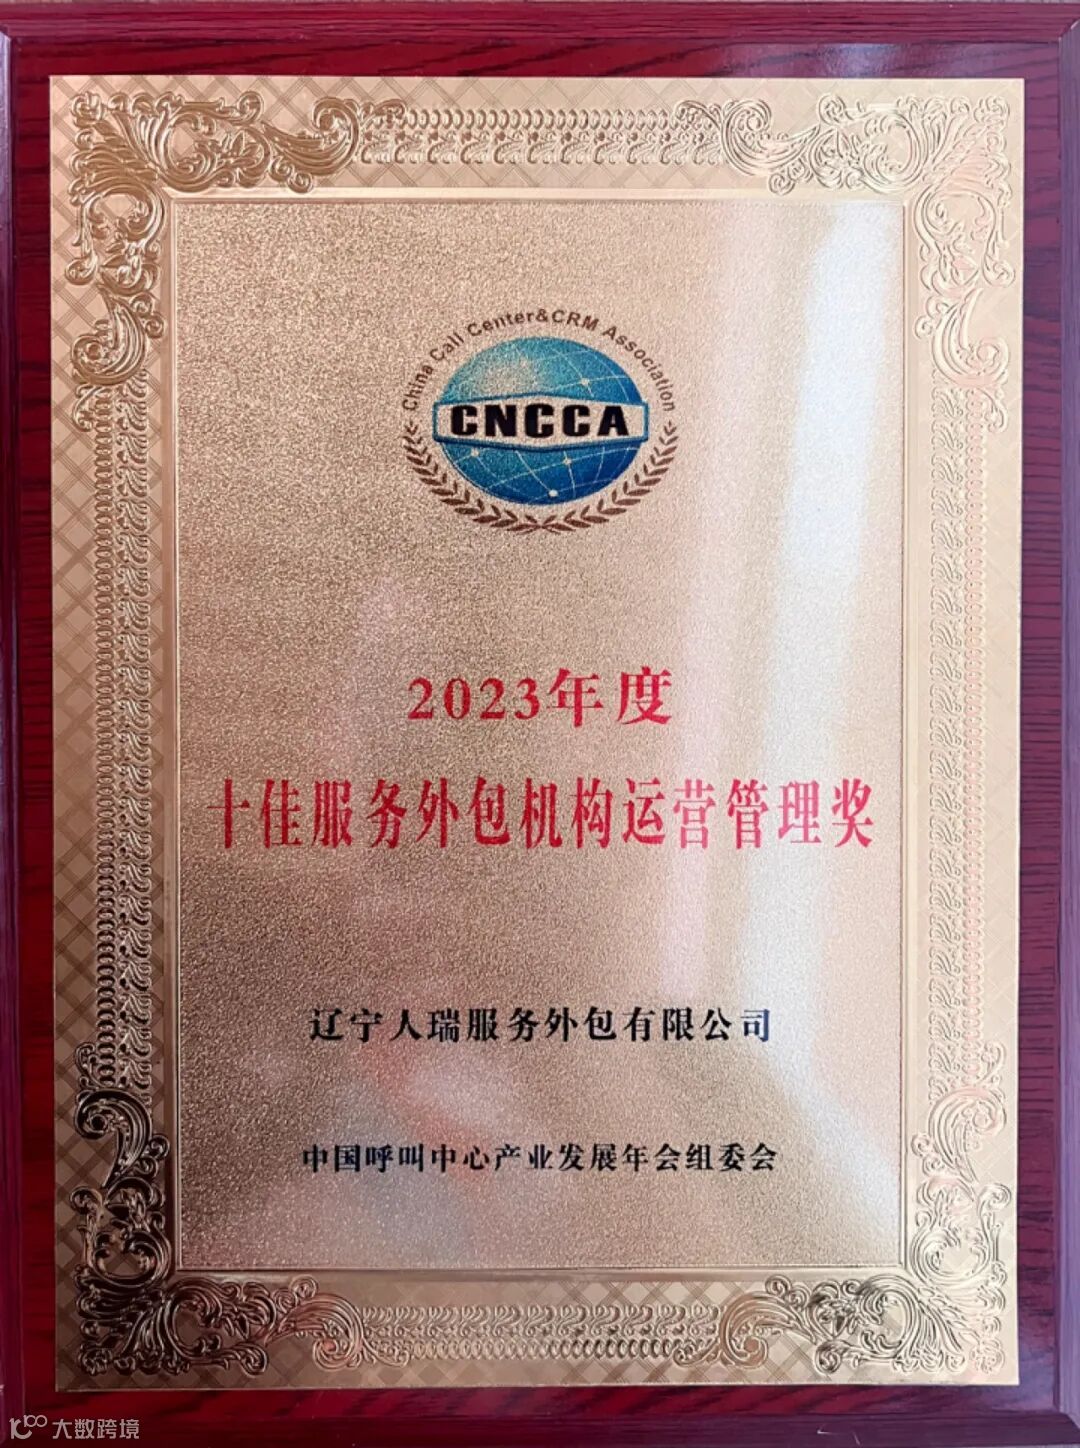 China Call Center&CRM Association
CNCCA
2023年度
十佳服务外包机构运营管理奖
辽宁人瑞服务外包有限公司
中国呼叫中心产业发展年会组委会
大数跨境